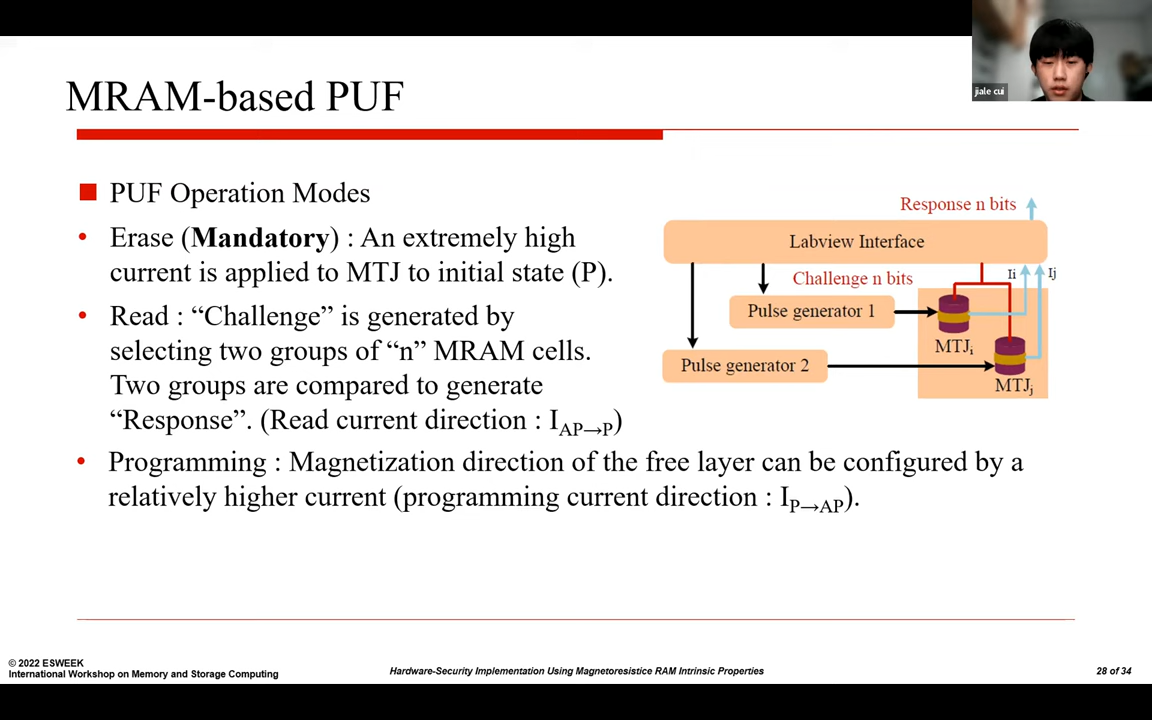 jiale cui
MRAM-based PUF
PUF Operation Modes
• Erase (Mandatory) : An extremely high
current is applied to MTJ to initial state (P).
• Read : “Challenge” is generated by
selecting two groups of “n” MRAM cells.
Two groups are compared to generate
“Response”. (Read current direction : I_AP→P)
• Programming : Magnetization direction of the free layer can be configured by a
relatively higher current (programming current direction : I_P→AP).
Response n bits
Labview Interface
Challenge n bits
Ii
Ij
Pulse generator 1
MTJi
Pulse generator 2
MTJj
© 2022 ESWEEK
International Workshop on Memory and Storage Computing
Hardware-Security Implementation Using Magnetoresistice RAM Intrinsic Properties
28 of 34